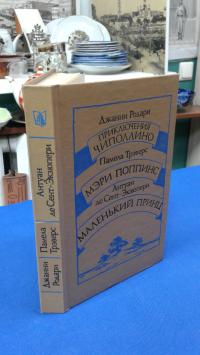 Джанни Родари
ПРИКЛЮЧЕНИЯ
ЧИПОЛЛИНО
Памела Трэверс
МЭРИ ПОППИНС
Антуан
де Сент-Экзюпери
МАЛЕНЬКИЙ ПРИНЦ
Антуан
де Сент-Экзюпери
Памела
Трэверс
Джанни
Родари